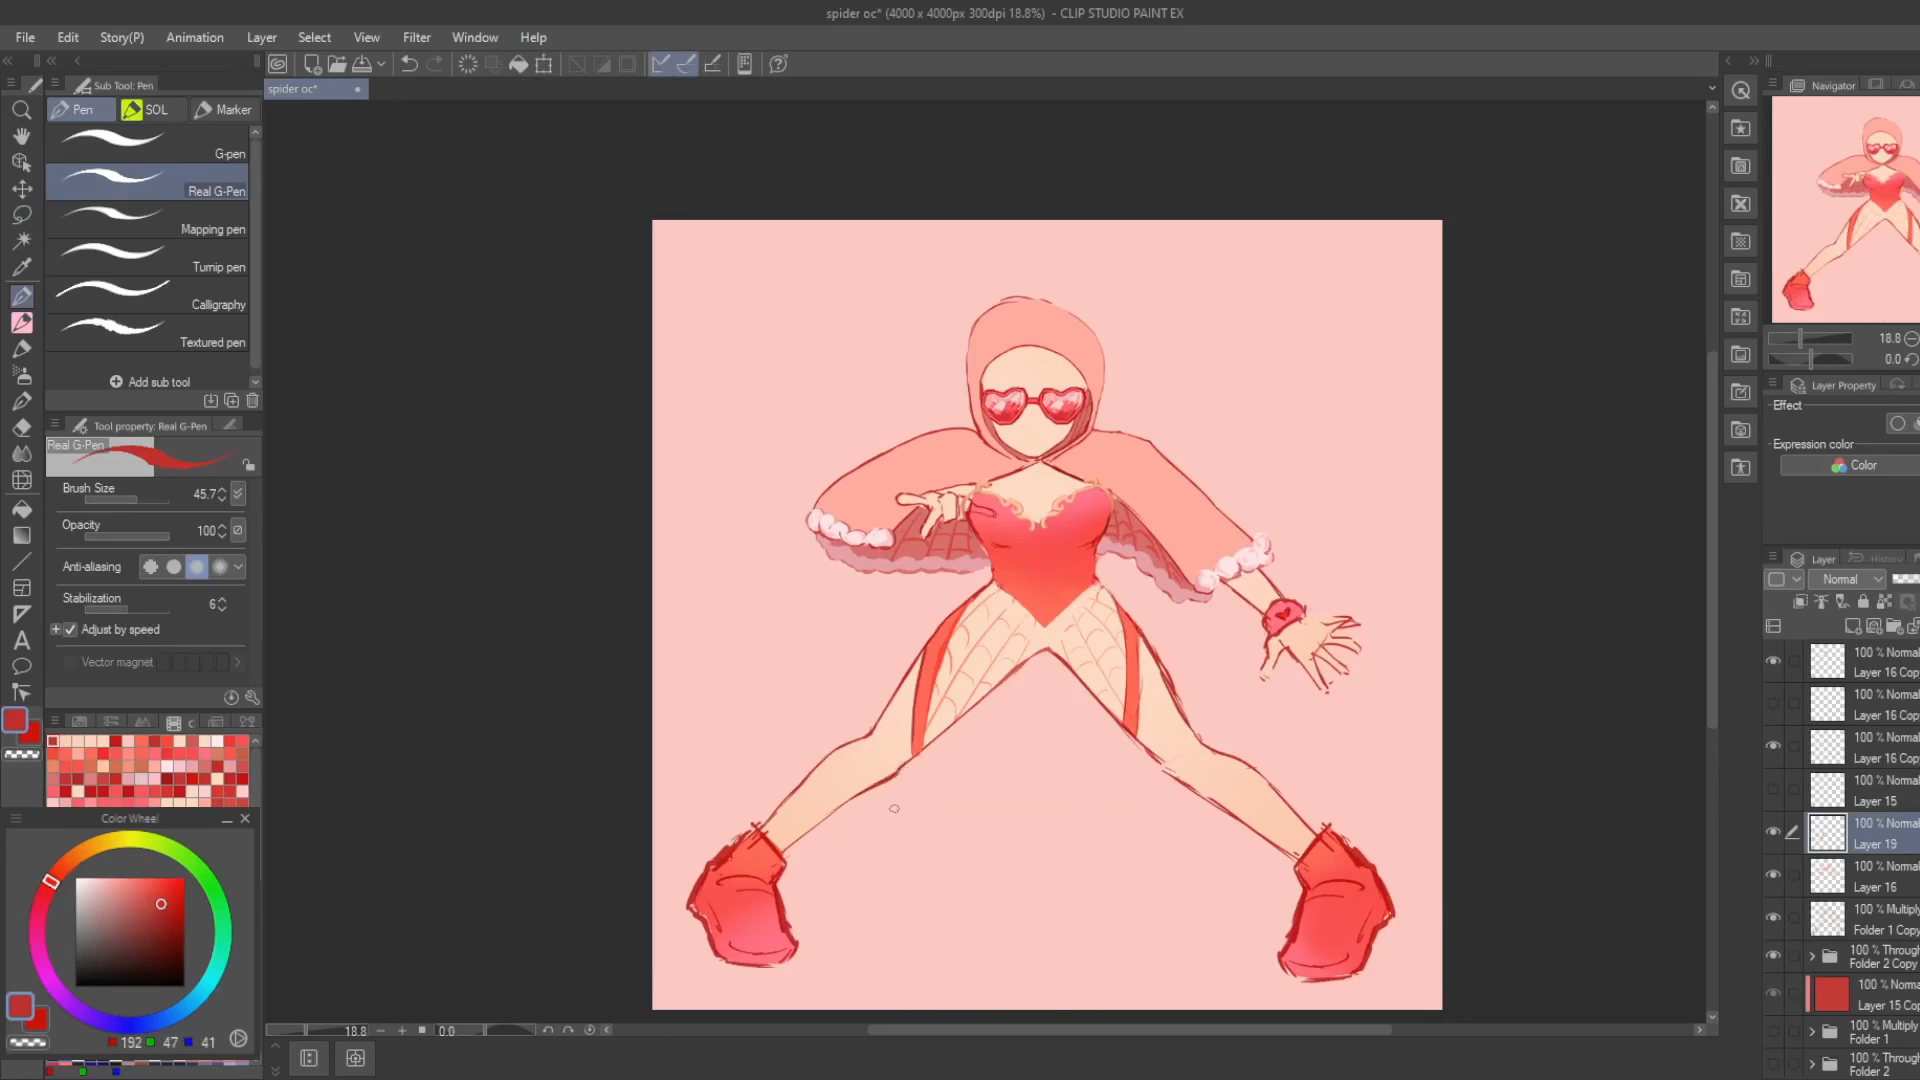 spider oc* (4000 x 4000px 300dpi 18.8%) - CLIP STUDIO PAINT EX
File Edit Story(P) Animation Layer Select View Filter Window Help
Sub Tool: Pen
Pen SOL Marker
G-pen
Real G-Pen
Mapping pen
Turnip pen
Calligraphy
Textured pen
Add sub tool
Tool property: Real G-Pen
Real G-Pen
Brush Size 45.7
Opacity 100
Anti-aliasing
Stabilization 6
Adjust by speed
Vector magnet
Color Wheel
192 47 41
spider oc*
18.8 0.0
Navigator
18.8
0.0
Layer Property
Effect
Expression color
Color
Layer History
Normal
100 % Normal
Layer 16 Copy
100 % Normal
Layer 16 Copy
100 % Normal
Layer 16 Copy
100 % Normal
Layer 15
100 % Normal
Layer 19
100 % Normal
Layer 16
100 % Multiply
Folder 1 Copy
100 % Through
Folder 2 Copy
100 % Norma
Layer 15 Cop
100 % Multiply
Folder 1
100 % Throug
Folder 2